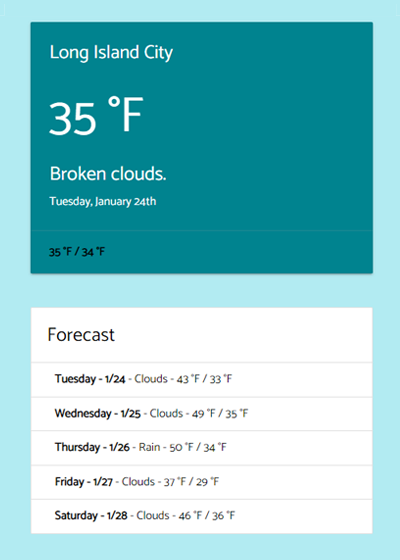 Long Island City
35 °F
Broken clouds.
Tuesday, January 24th
35 °F / 34 °F
Forecast
Tuesday - 1/24 - Clouds - 43 °F / 33 °F
Wednesday - 1/25 - Clouds - 49 °F / 35 °F
Thursday - 1/26 - Rain - 50 °F / 34 °F
Friday - 1/27 - Clouds - 37 °F / 29 °F
Saturday - 1/28 - Clouds - 46 °F / 36 °F